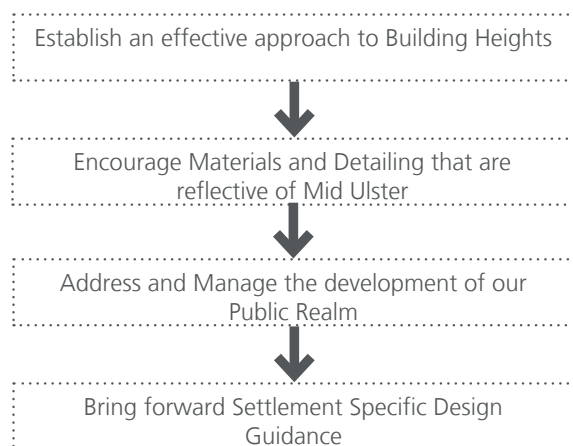 Establish an effective approach to Building Heights
Encourage Materials and Detailing that are
reflective of Mid Ulster
Address and Manage the development of our
Public Realm
Bring forward Settlement Specific Design
Guidance